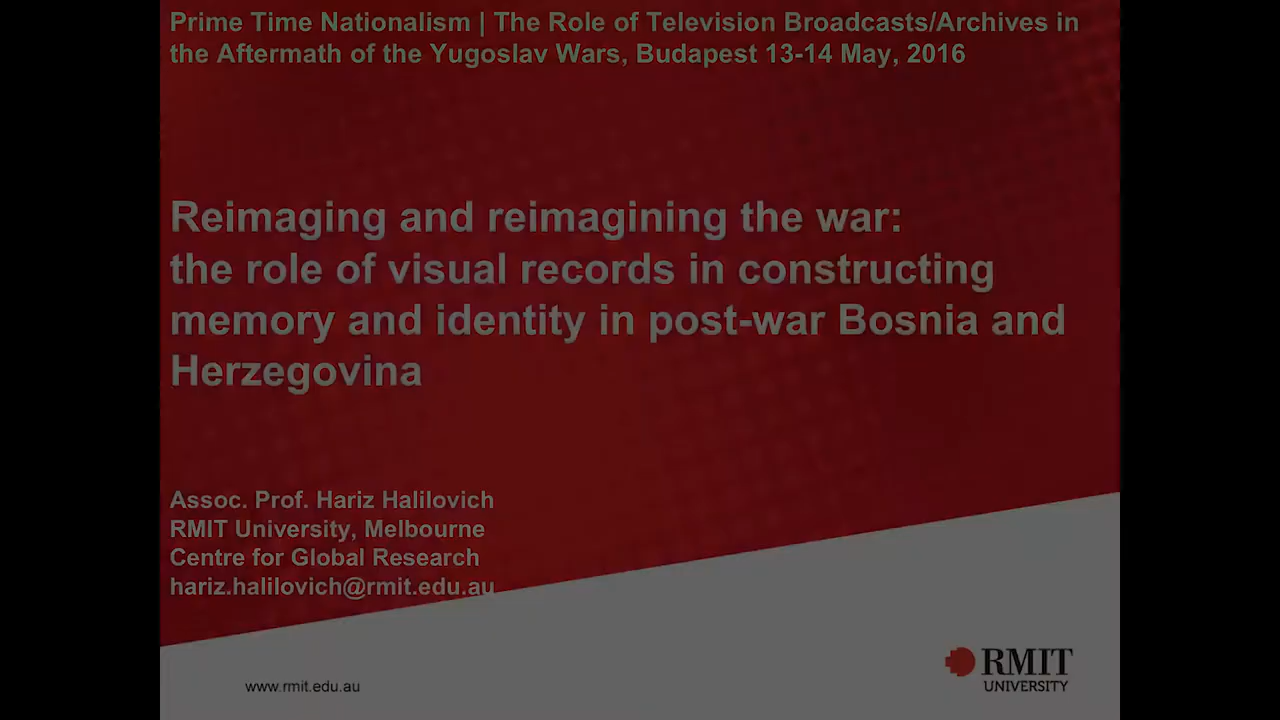 Prime Time Nationalism | The Role of Television Broadcasts/Archives in
the Aftermath of the Yugoslav Wars, Budapest 13-14 May, 2016
Reimaging and reimagining the war:
the role of visual records in constructing
memory and identity in post-war Bosnia and
Herzegovina
Assoc. Prof. Hariz Halilovich
RMIT University, Melbourne
Centre for Global Research
hariz.halilovich@rmit.edu.au
www.rmit.edu.au
RMIT
UNIVERSITY